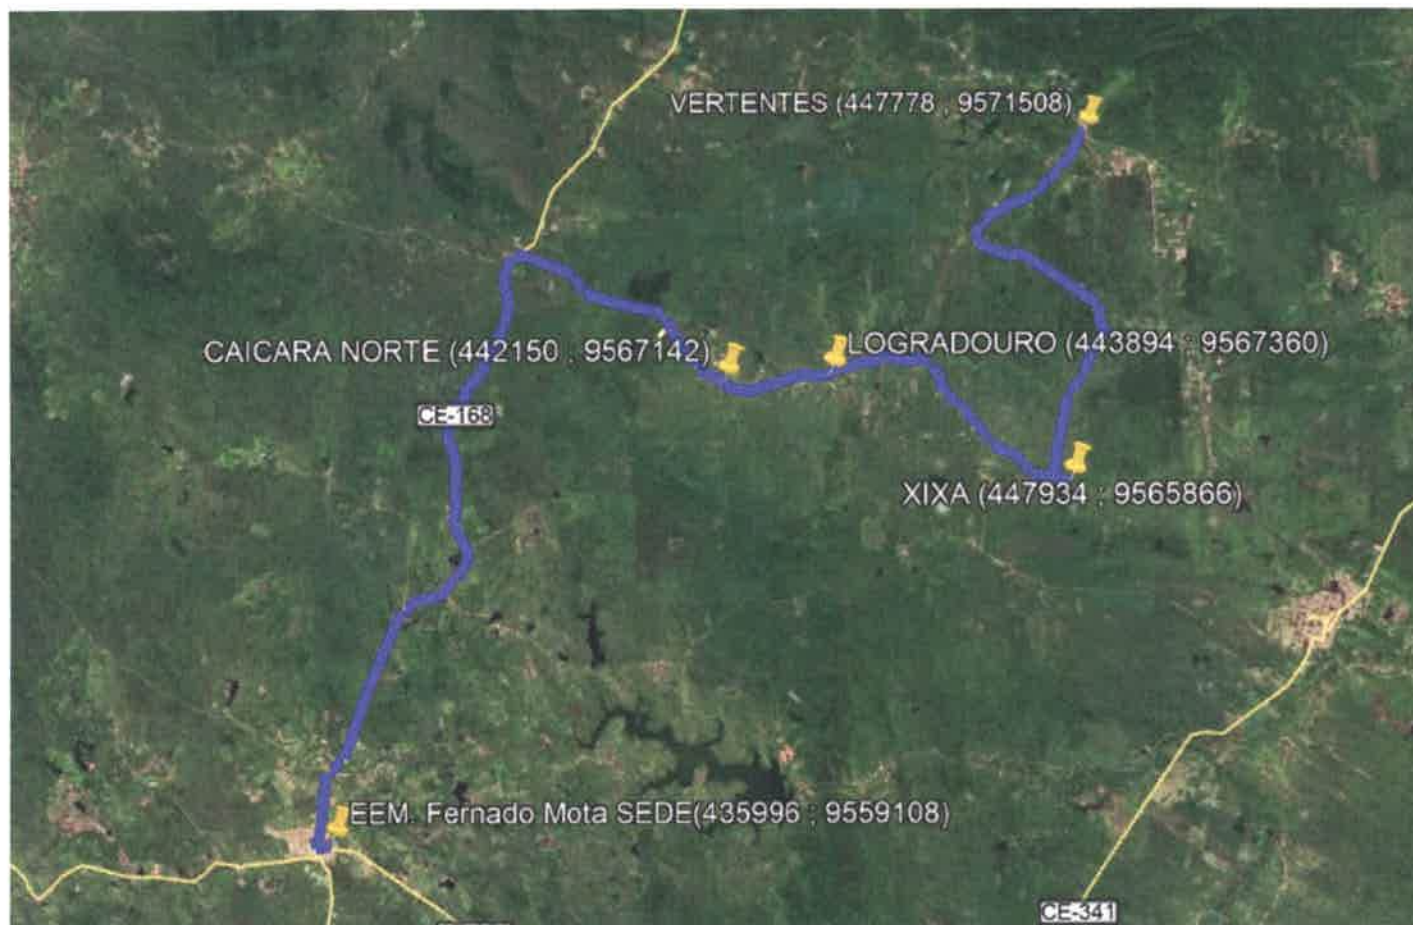 VERTENTES (447778 , 9571508)
CAICARA NORTE (442150 , 9567142)
LOGRADOURO (443894 , 9567360)
CE-168
XIXA (447934 ; 9565866)
EEM. Fernado Mota SEDE(435996 ; 9559108)
CE-341